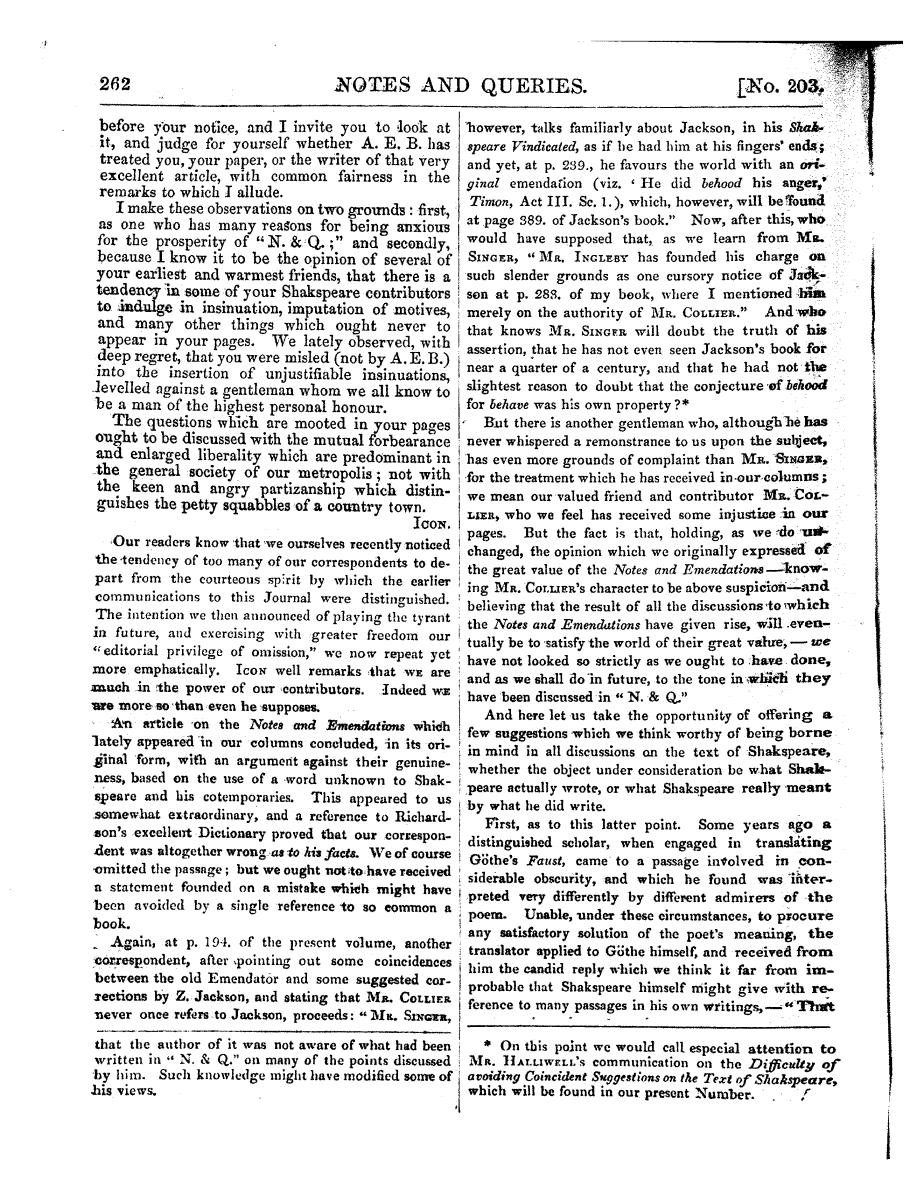 262 NOTES AND QUERIES. [No. 203.
before your notice, and I invite you to look at
it, and judge for yourself whether A. E. B. has
treated you, your paper, or the writer of that very
excellent article, with common fairness in the
remarks to which I allude.
I make these observations on two grounds: first,
as one who has many reasons for being anxious
for the prosperity of "N. & Q.;" and secondly,
because I know it to be the opinion of several of
your earliest and warmest friends, that there is a
tendency in some of your Shakspeare contributors
to indulge in insinuation, imputation of motives,
and many other things which ought never to
appear in your pages. We lately observed, with
deep regret, that you were misled (not by A. E. B.)
into the insertion of unjustifiable insinuations,
levelled against a gentleman whom we all know to
be a man of the highest personal honour.
The questions which are mooted in your pages
ought to be discussed with the mutual forbearance
and enlarged liberality which are predominant in
the general society of our metropolis; not with
the keen and angry partizanship which distin-
guishes the petty squabbles of a country town.
ICON.
Our readers know that we ourselves recently noticed
the tendency of too many of our correspondents to de-
part from the courteous spirit by which the earlier
communications to this Journal were distinguished.
The intention we then announced of playing the tyrant
in future, and exercising with greater freedom our
"editorial privilege of omission," we now repeat yet
more emphatically. ICON well remarks that WE are
much in the power of our contributors. Indeed WE
are more so than even he supposes.
An article on the Notes and Emendations which
lately appeared in our columns concluded, in its ori-
ginal form, with an argument against their genuine-
ness, based on the use of a word unknown to Shak-
speare and his cotemporaries. This appeared to us
somewhat extraordinary, and a reference to Richard-
son's excellent Dictionary proved that our correspon-
dent was altogether wrong as to his facts. We of course
omitted the passage; but we ought not to have received
a statement founded on a mistake which might have
been avoided by a single reference to so common a
book.
Again, at p. 194. of the present volume, another
correspondent, after pointing out some coincidences
between the old Emendator and some suggested cor-
rections by Z. Jackson, and stating that MR. COLLIER
never once refers to Jackson, proceeds: "MR. SINGER,
that the author of it was not aware of what had been
written in "N. & Q." on many of the points discussed
by him. Such knowledge might have modified some of
his views.
however, talks familiarly about Jackson, in his Shak-
speare Vindicated, as if he had him at his fingers' ends;
and yet, at p. 239., he favours the world with an ori-
ginal emendation (viz. 'He did behood his anger,'
Timon, Act III. Sc. 1.), which, however, will be found
at page 389. of Jackson's book." Now, after this, who
would have supposed that, as we learn from MR.
SINGER, "MR. INGLEBY has founded his charge on
such slender grounds as one cursory notice of Jack-
son at p. 288. of my book, where I mentioned him
merely on the authority of MR. COLLIER." And who
that knows MR. SINGER will doubt the truth of his
assertion, that he has not even seen Jackson's book for
near a quarter of a century, and that he had not the
slightest reason to doubt that the conjecture of behood
for behave was his own property?*
But there is another gentleman who, although he has
never whispered a remonstrance to us upon the subject,
has even more grounds of complaint than MR. SINGER,
for the treatment which he has received in our columns;
we mean our valued friend and contributor MR. COL-
LIER, who we feel has received some injustice in our
pages. But the fact is that, holding, as we do un-
changed, the opinion which we originally expressed of
the great value of the Notes and Emendations—know-
ing MR. COLLIER's character to be above suspicion—and
believing that the result of all the discussions to which
the Notes and Emendations have given rise, will even-
tually be to satisfy the world of their great value,—we
have not looked so strictly as we ought to have done,
and as we shall do in future, to the tone in which they
have been discussed in "N. & Q."
And here let us take the opportunity of offering a
few suggestions which we think worthy of being borne
in mind in all discussions on the text of Shakspeare,
whether the object under consideration be what Shak-
peare actually wrote, or what Shakspeare really meant
by what he did write.
First, as to this latter point. Some years ago a
distinguished scholar, when engaged in translating
Göthe's Faust, came to a passage involved in con-
siderable obscurity, and which he found was inter-
preted very differently by different admirers of the
poem. Unable, under these circumstances, to procure
any satisfactory solution of the poet's meaning, the
translator applied to Göthe himself, and received from
him the candid reply which we think it far from im-
probable that Shakspeare himself might give with re-
ference to many passages in his own writings,—"That
* On this point we would call especial attention to
MR. HALLIWELL's communication on the Difficulty of
avoiding Coincident Suggestions on the Text of Shakspeare,
which will be found in our present Number.